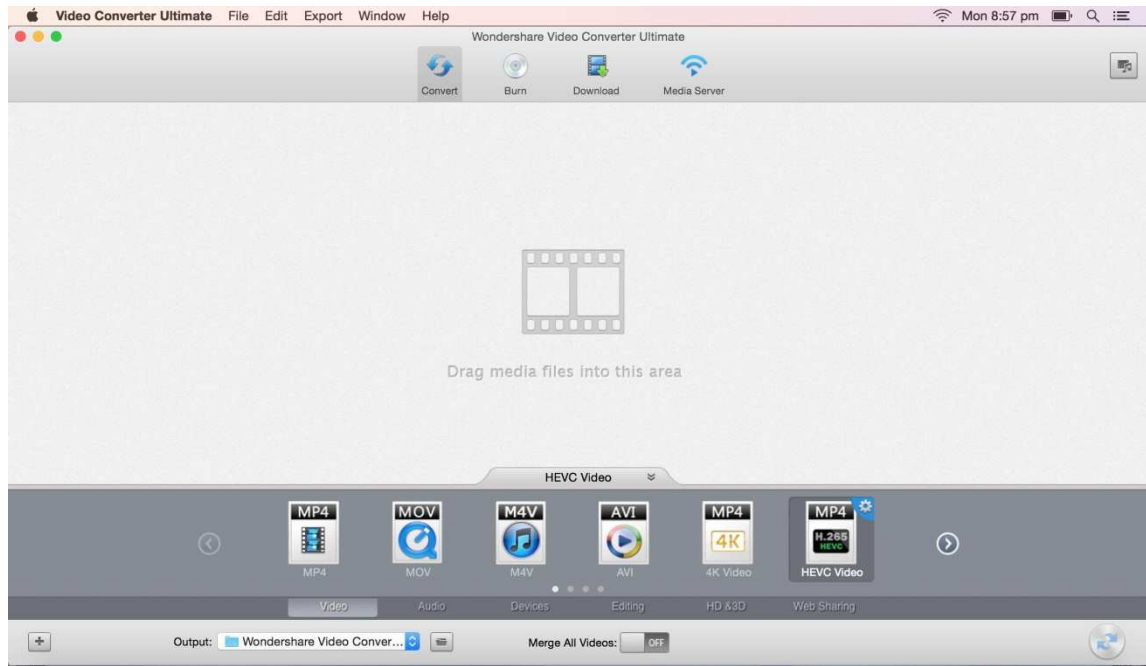 Video Converter Ultimate File Edit Export Window Help Mon 8:57 pm
Wondershare Video Converter Ultimate
Convert Burn Download Media Server
Drag media files into this area
HEVC Video
MP4 MOV M4V AVI MP4 MP4
4K H.265
HEVC
MP4 MOV M4V AVI 4K Video HEVC Video
Video Audio Devices Editing HD &3D Web Sharing
Output: Wondershare Video Conver... Merge All Videos: OFF